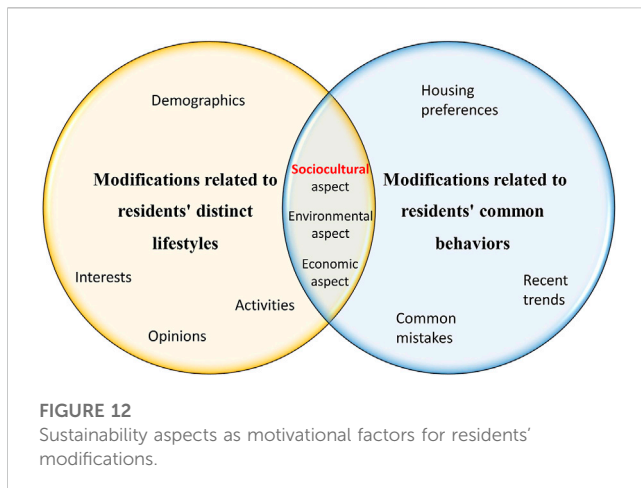 Demographics
Modifications related to
residents' distinct
lifestyles
Interests
Activities
Opinions
Sociocultural
aspect
Environmental
aspect
Economic
aspect
Housing
preferences
Modifications related to
residents' common
behaviors
Recent
trends
Common
mistakes
FIGURE 12
Sustainability aspects as motivational factors for residents'
modifications.